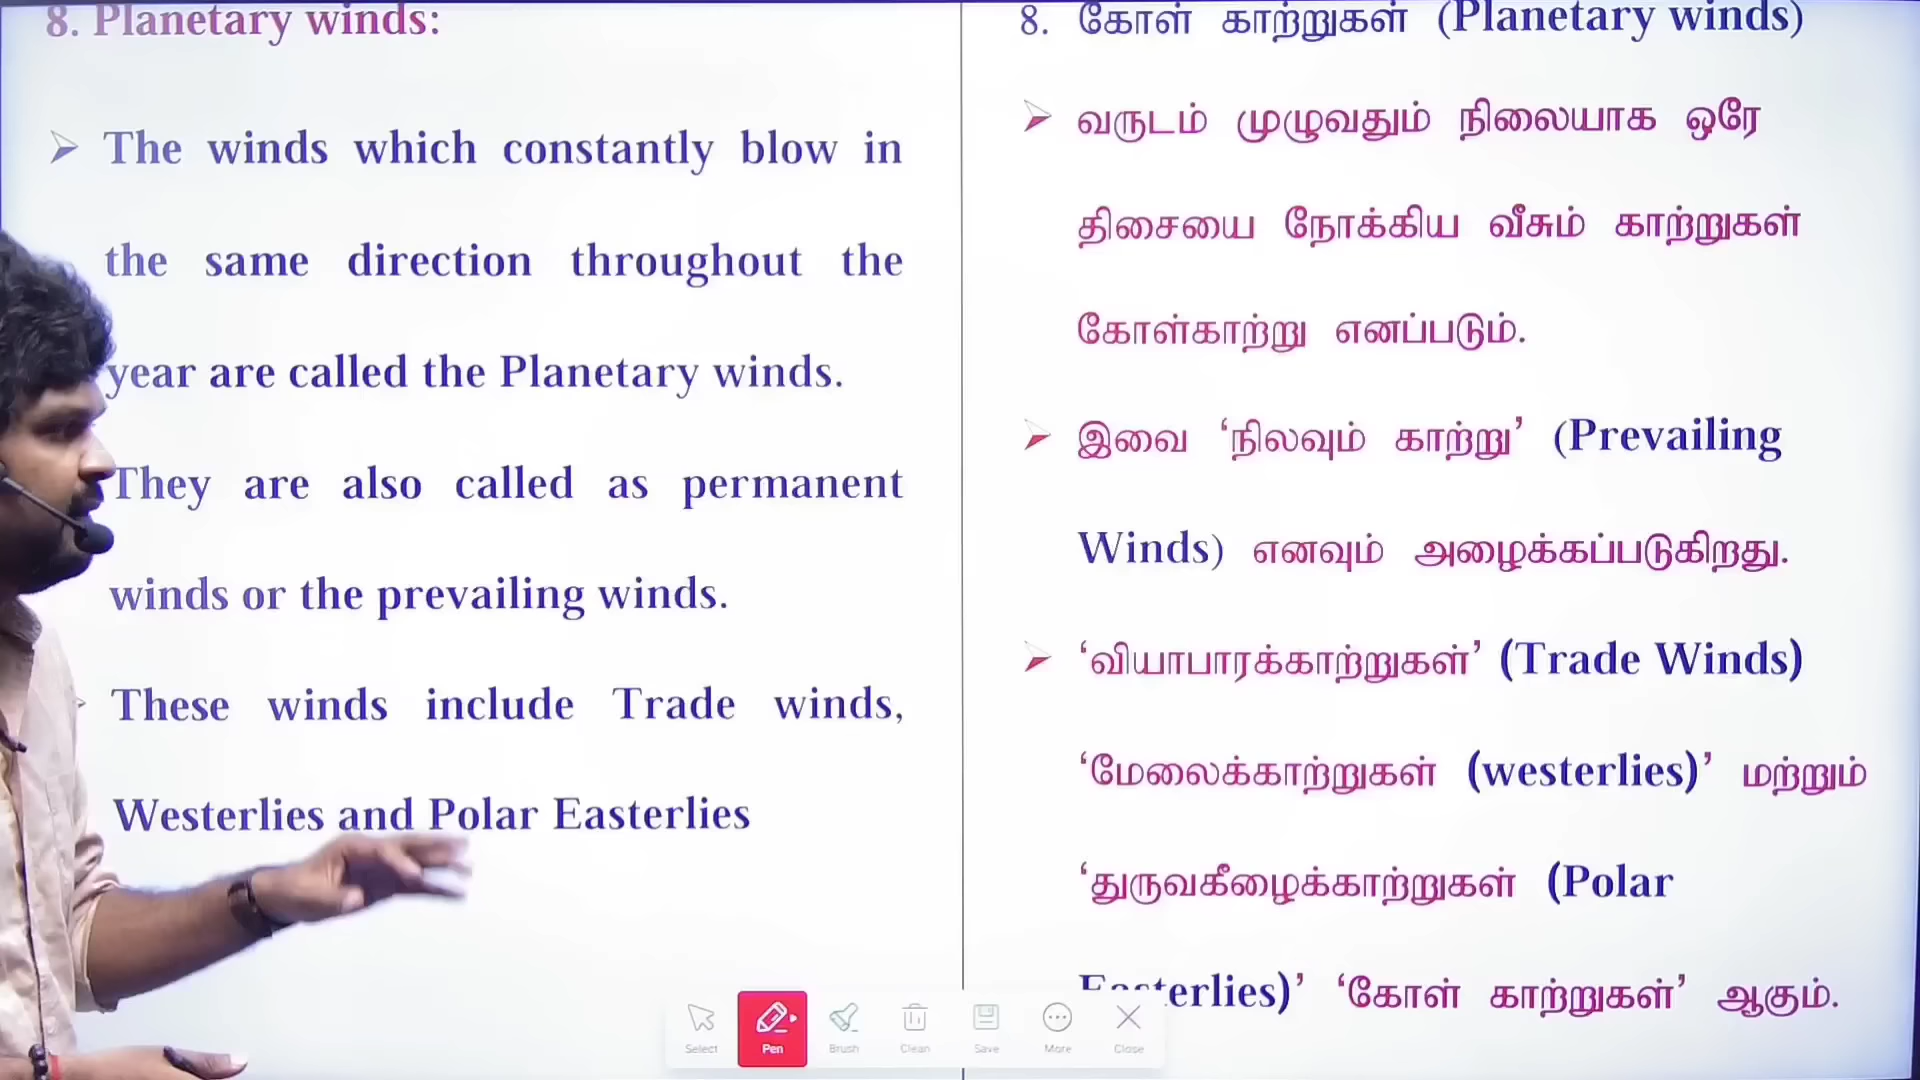 8. Planetary winds:
The winds which constantly blow in
the same direction throughout the
year are called the Planetary winds.
They are also called as permanent
winds or the prevailing winds.
These winds include Trade winds,
Westerlies and Polar Easterlies
8. கோள் காற்றுகள் (Planetary winds)
வருடம் முழுவதும் நிலையாக ஒரே
திசையை நோக்கிய வீசும் காற்றுகள்
கோள்காற்று எனப்படும்.
இவை ‘நிலவும் காற்று’ (Prevailing
Winds) எனவும் அழைக்கப்படுகிறது.
‘வியாபாரக்காற்றுகள்’ (Trade Winds)
‘மேலைக்காற்றுகள் (westerlies)’ மற்றும்
‘துருவகீழைக்காற்றுகள் (Polar
Easterlies)’ ‘கோள் காற்றுகள்’ ஆகும்.
Select Pen Brush Clean Save More Close